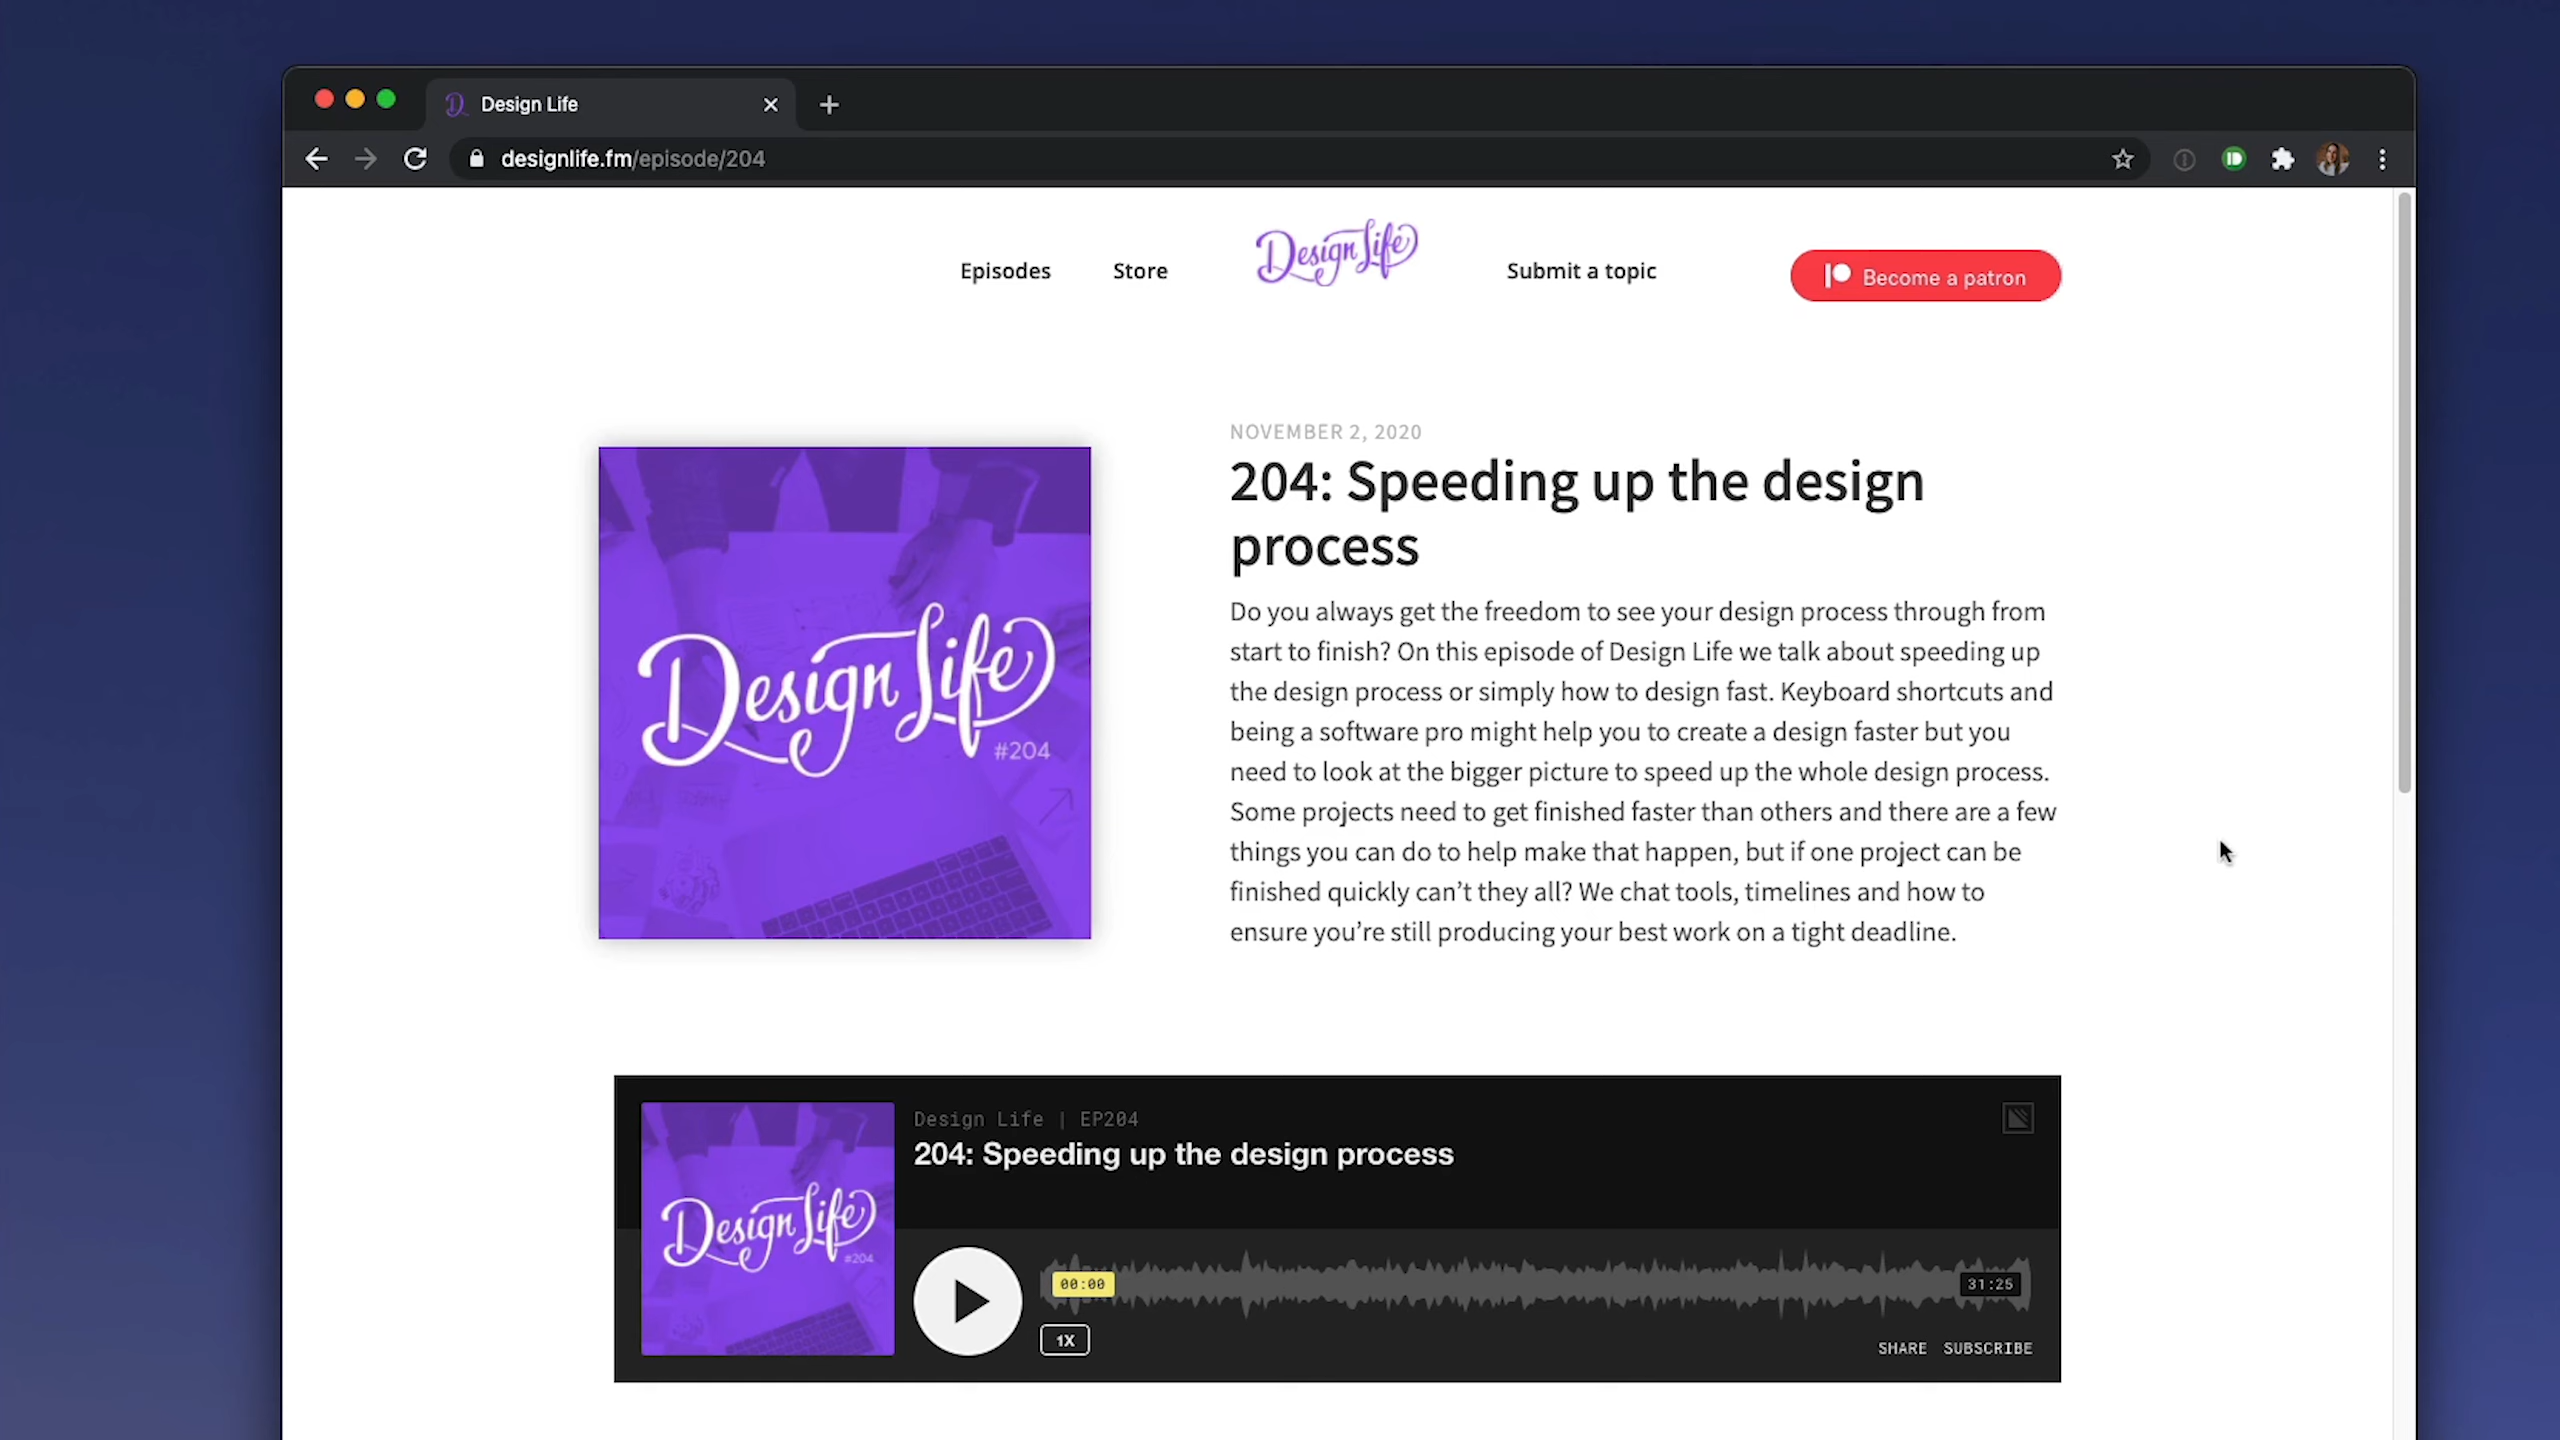 Design Life
designlife.fm/episode/204
Episodes
Store
Design Life
Submit a topic
Become a patron
Design Life
#204
NOVEMBER 2, 2020
204: Speeding up the design
process
Do you always get the freedom to see your design process through from
start to finish? On this episode of Design Life we talk about speeding up
the design process or simply how to design fast. Keyboard shortcuts and
being a software pro might help you to create a design faster but you
need to look at the bigger picture to speed up the whole design process.
Some projects need to get finished faster than others and there are a few
things you can do to help make that happen, but if one project can be
finished quickly can’t they all? We chat tools, timelines and how to
ensure you’re still producing your best work on a tight deadline.
Design Life
#204
Design Life | EP204
204: Speeding up the design process
00:00
31:25
1X
SHARE SUBSCRIBE